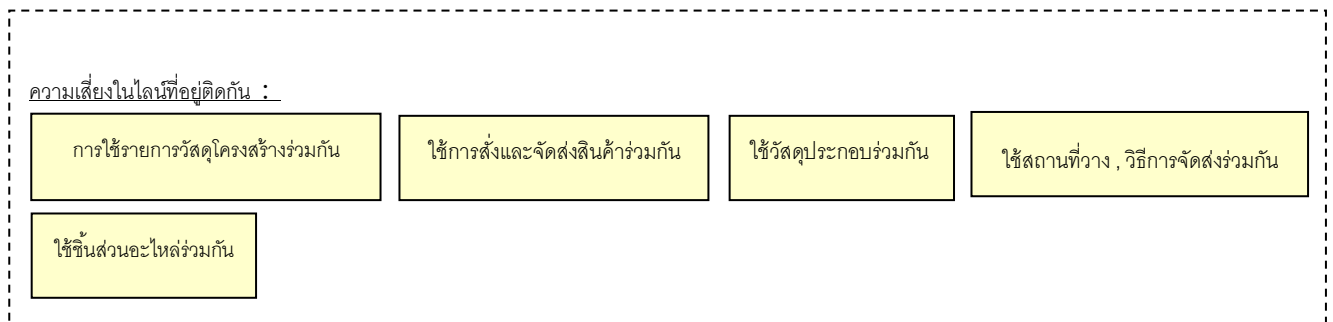 ความเสี่ยงในไลน์ที่อยู่ติดกัน :
การใช้รายการวัสดุโครงสร้างร่วมกัน
ใช้การสั่งและจัดส่งสินค้าร่วมกัน
ใช้วัสดุประกอบร่วมกัน
ใช้สถานที่วาง , วิธีการจัดส่งร่วมกัน
ใช้ชิ้นส่วนอะไหล่ร่วมกัน